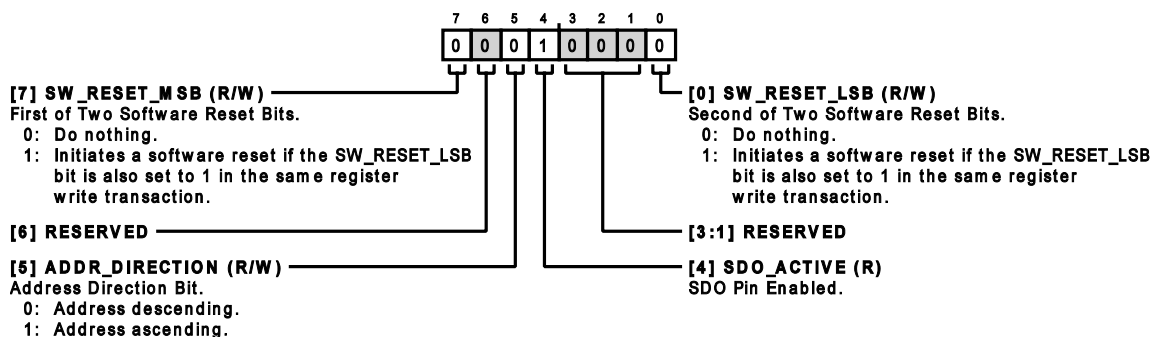 7 6 5 4 3 2 1 0
0 0 0 1 0 0 0 0
[7] SW_RESET_MSB (R/W)
First of Two Software Reset Bits.
0: Do nothing.
1: Initiates a software reset if the SW_RESET_LSB
bit is also set to 1 in the same register
write transaction.
[6] RESERVED
[5] ADDR_DIRECTION (R/W)
Address Direction Bit.
0: Address descending.
1: Address ascending.
[0] SW_RESET_LSB (R/W)
Second of Two Software Reset Bits.
0: Do nothing.
1: Initiates a software reset if the SW_RESET_LSB
bit is also set to 1 in the same register
write transaction.
[3:1] RESERVED
[4] SDO_ACTIVE (R)
SDO Pin Enabled.